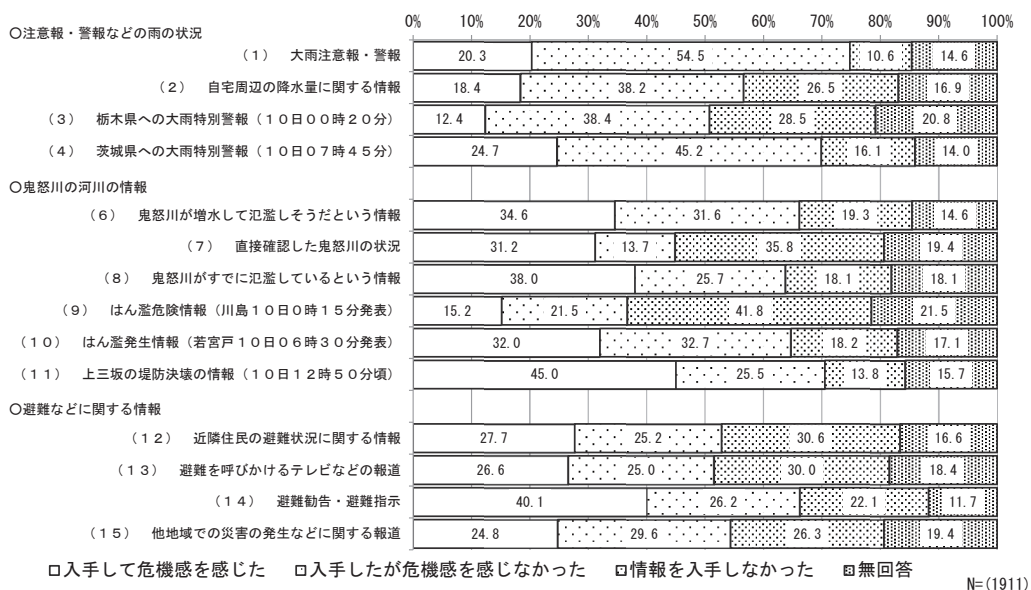 0% 10% 20% 30% 40% 50% 60% 70% 80% 90% 100%
○注意報・警報などの雨の状況
（１） 大雨注意報・警報 20.3 54.5 10.6 14.6
（２） 自宅周辺の降水量に関する情報 18.4 38.2 26.5 16.9
（３） 栃木県への大雨特別警報（１０日００時２０分） 12.4 38.4 28.5 20.8
（４） 茨城県への大雨特別警報（１０日０７時４５分） 24.7 45.2 16.1 14.0
○鬼怒川の河川の情報
（６） 鬼怒川が増水して氾濫しそうだという情報 34.6 31.6 19.3 14.6
（７） 直接確認した鬼怒川の状況 31.2 13.7 35.8 19.4
（８） 鬼怒川がすでに氾濫しているという情報 38.0 25.7 18.1 18.1
（９） はん濫危険情報（川島１０日０時１５分発表） 15.2 21.5 41.8 21.5
（１０） はん濫発生情報（若宮戸１０日０６時３０分発表） 32.0 32.7 18.2 17.1
（１１） 上三坂の堤防決壊の情報（１０日１２時５０分頃） 45.0 25.5 13.8 15.7
○避難などに関する情報
（１２） 近隣住民の避難状況に関する情報 27.7 25.2 30.6 16.6
（１３） 避難を呼びかけるテレビなどの報道 26.6 25.0 30.0 18.4
（１４） 避難勧告・避難指示 40.1 26.2 22.1 11.7
（１５） 他地域での災害の発生などに関する報道 24.8 29.6 26.3 19.4
入手して危機感を感じた 入手したが危機感を感じなかった 情報を入手しなかった 無回答
N=(1911)